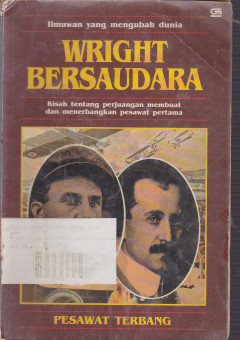 Ilmuwan yang mengubah dunia
WRIGHT
BERSAUDARA
Kisah tentang perjuangan membuat
dan menerbangkan pesawat pertama
PESAWAT TERBANG